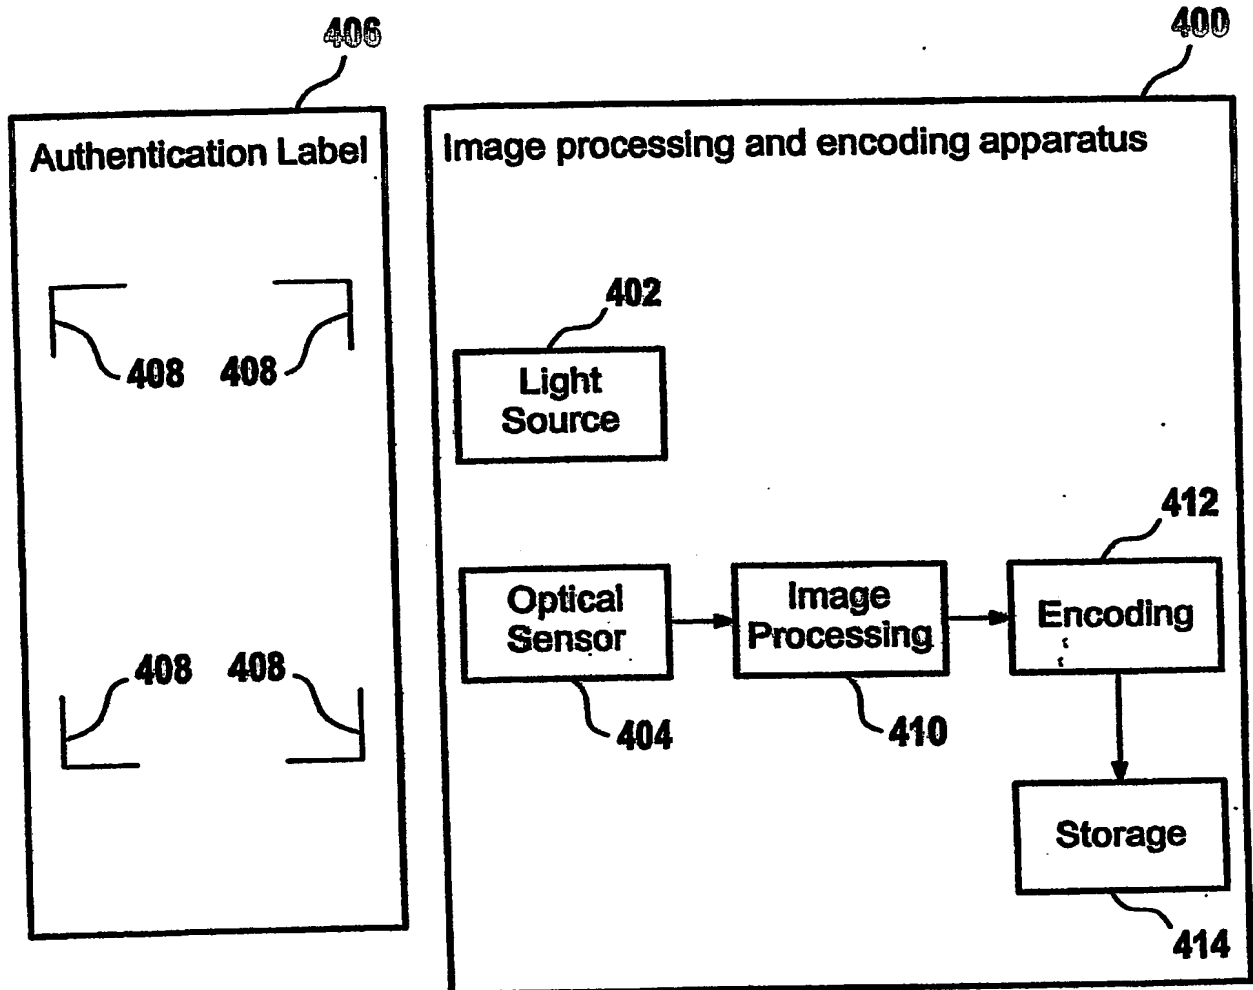 406
400
Authentication Label
Image processing and encoding apparatus
402
Light
Source
408 408
412
Optical
Sensor
Image
Processing
Encoding
408 408
404
410
Storage
414